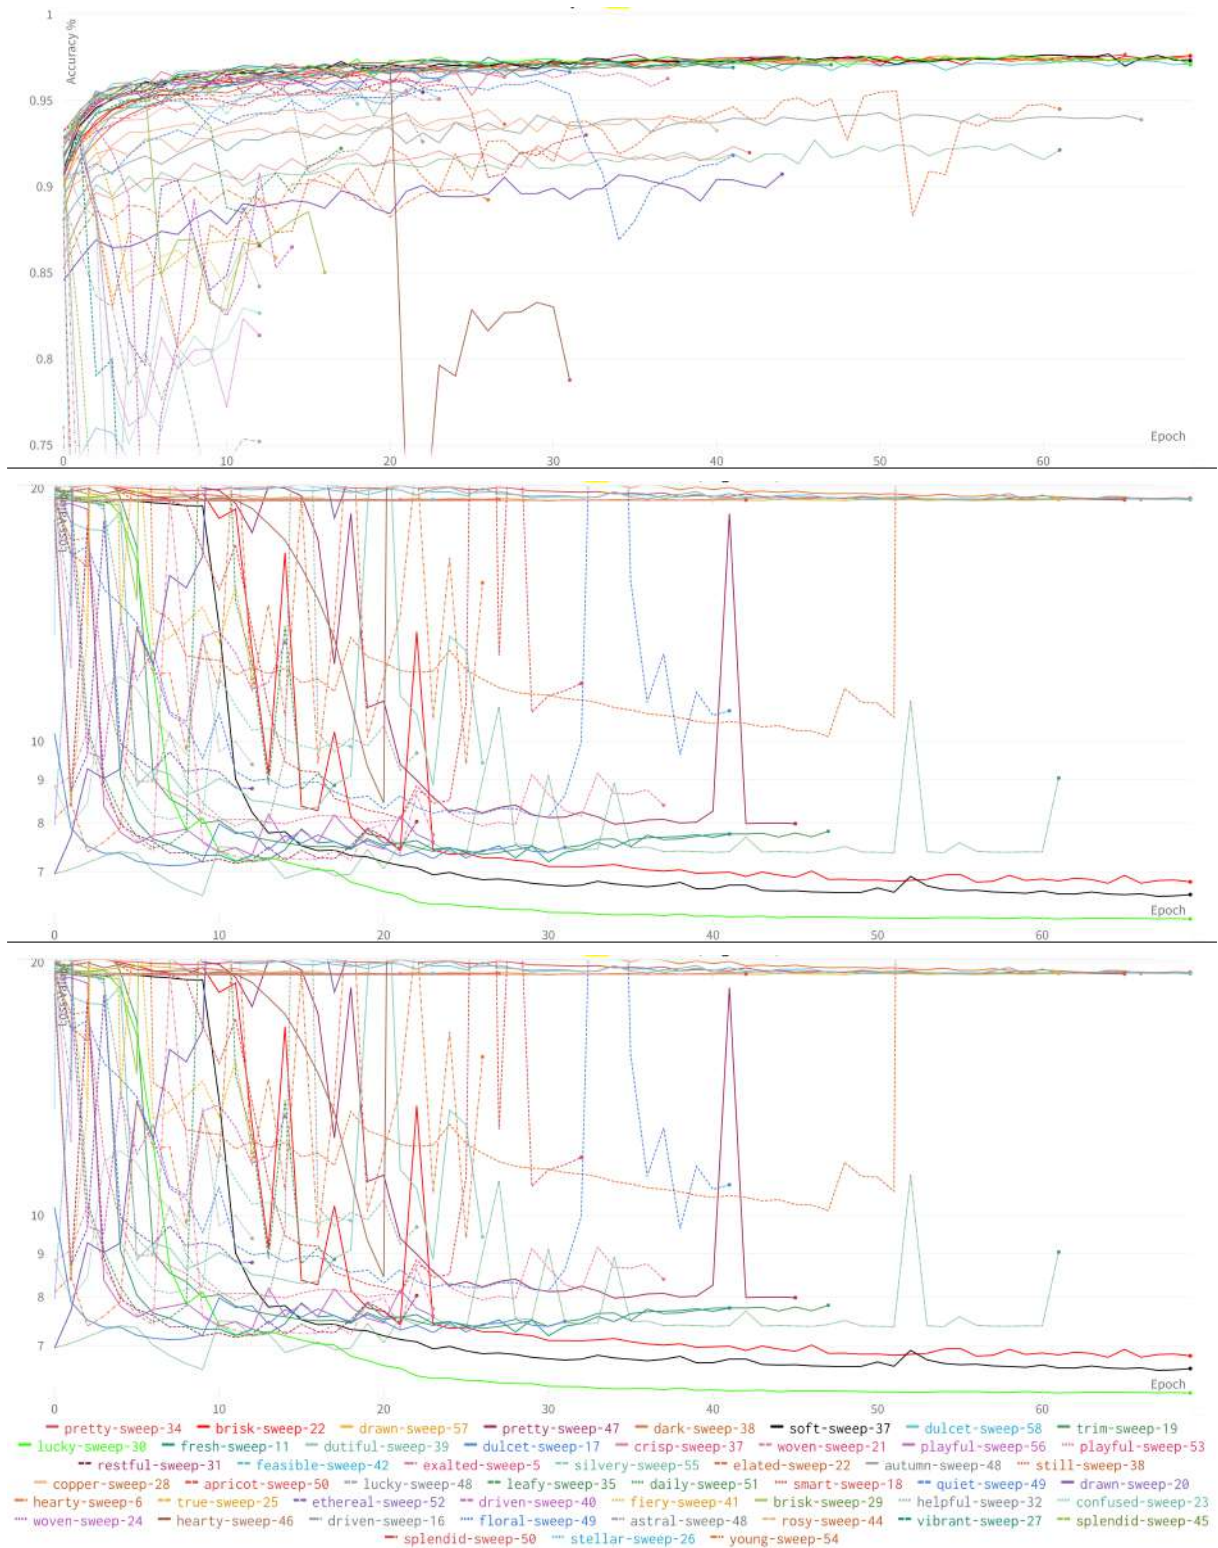 1
Accuracy %
0.95
0.9
0.85
0.8
0.75
Epoch
0 10 20 30 40 50 60
20
10
9
8
7
Epoch
0 10 20 30 40 50 60
20
10
9
8
7
Epoch
0 10 20 30 40 50 60
pretty-sweep-34 brisk-sweep-22 drawn-sweep-57 pretty-sweep-47 dark-sweep-38 soft-sweep-37 dulcet-sweep-58 trim-sweep-19
lucky-sweep-30 fresh-sweep-11 dutiful-sweep-39 dulcet-sweep-17 crisp-sweep-37 woven-sweep-21 playful-sweep-56 playful-sweep-53
restful-sweep-31 feasible-sweep-42 exalted-sweep-5 silvery-sweep-55 elated-sweep-22 autumn-sweep-48 still-sweep-38
copper-sweep-28 apricot-sweep-50 lucky-sweep-48 leafy-sweep-35 daily-sweep-51 smart-sweep-18 quiet-sweep-49 drawn-sweep-20
hearty-sweep-6 true-sweep-25 ethereal-sweep-52 driven-sweep-40 fiery-sweep-41 brisk-sweep-29 helpful-sweep-32 confused-sweep-23
woven-sweep-24 hearty-sweep-46 driven-sweep-16 floral-sweep-49 astral-sweep-48 rosy-sweep-44 vibrant-sweep-27 splendid-sweep-45
splendid-sweep-50 stellar-sweep-26 young-sweep-54